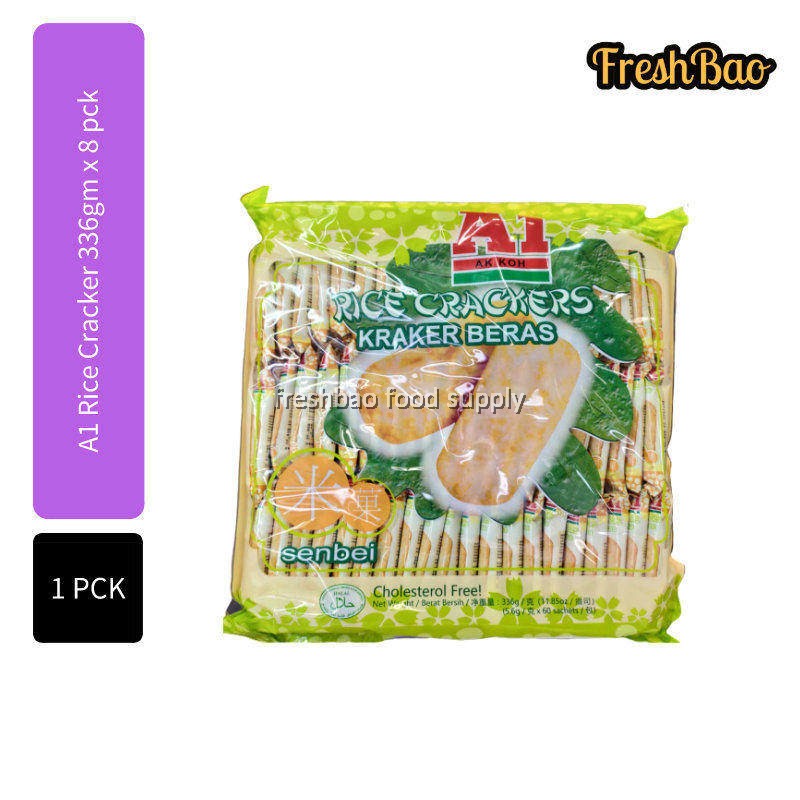 FreshBao
A1 Rice Cracker 336gm x 8 pck
1 PCK
A1
AK KOH
RICE CRACKERS
KRAKER BERAS
freshbao food supply
米
菓
senbei
HALAL
حلال
Cholesterol Free!
Net Weight / Berat Bersih / 净重量 : 336g / 克 (11.85oz / 盎司)
(5.6g / 克 x 60 sachets / 包)